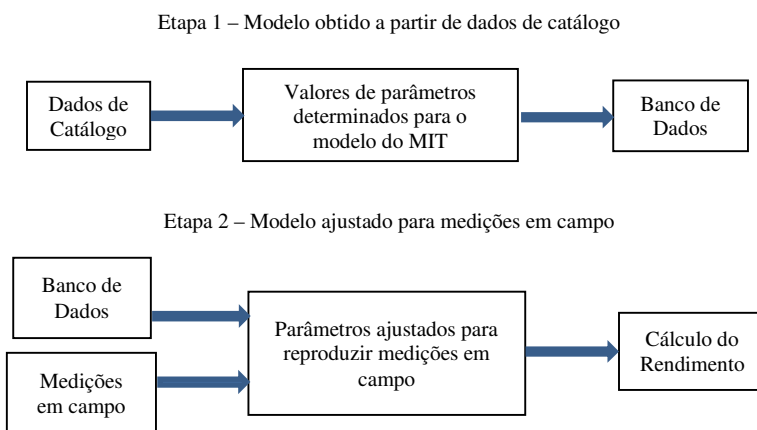 Etapa 1 – Modelo obtido a partir de dados de catálogo
Dados de
Catálogo
Valores de parâmetros
determinados para o
modelo do MIT
Banco de
Dados
Etapa 2 – Modelo ajustado para medições em campo
Banco de
Dados
Medições
em campo
Parâmetros ajustados para
reproduzir medições em
campo
Cálculo do
Rendimento